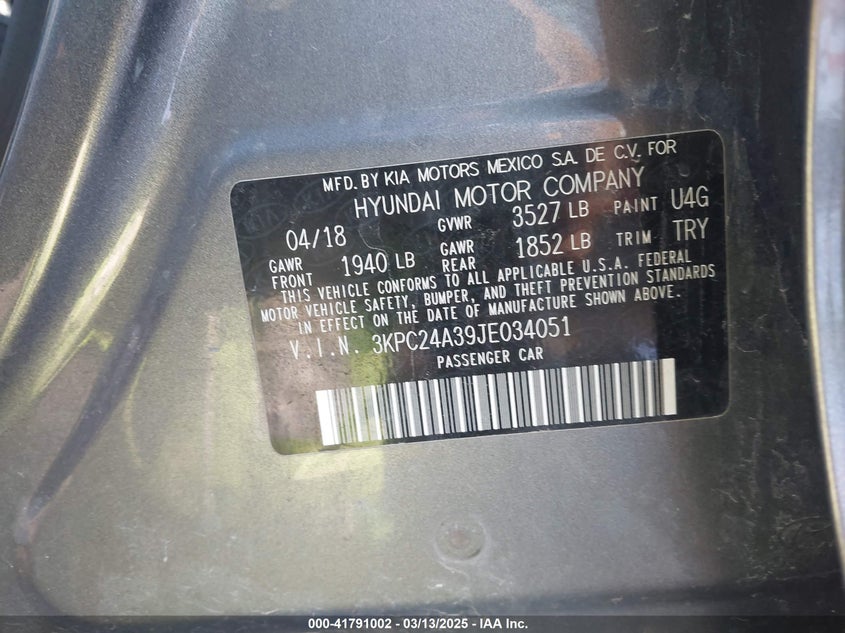 MFD. BY KIA MOTORS MEXICO S.A. DE C.V. FOR
HYUNDAI MOTOR COMPANY
04/18 GVWR 3527 LB PAINT U4G
GAWR FRONT 1940 LB GAWR REAR 1852 LB TRIM TRY
THIS VEHICLE CONFORMS TO ALL APPLICABLE U.S.A. FEDERAL
MOTOR VEHICLE SAFETY, BUMPER, AND THEFT PREVENTION STANDARDS
IN EFFECT ON THE DATE OF MANUFACTURE SHOWN ABOVE.
V.I.N. 3KPC24A39JE034051
PASSENGER CAR
000-41791002 | 03/13/2025 | IAA Inc.